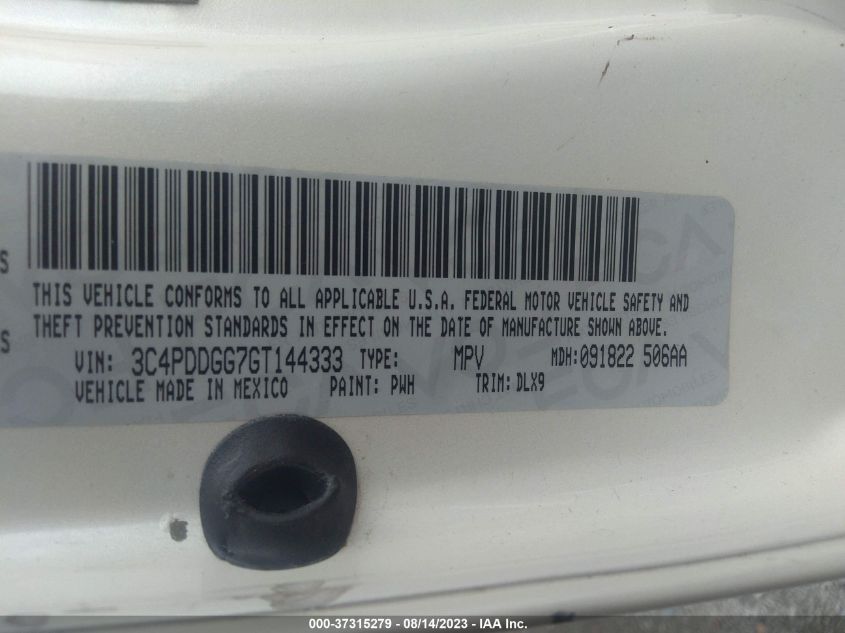 S
THIS VEHICLE CONFORMS TO ALL APPLICABLE U.S.A. FEDERAL MOTOR VEHICLE SAFETY AND
S THEFT PREVENTION STANDARDS IN EFFECT ON THE DATE OF MANUFACTURE SHOWN ABOVE.
VIN: 3C4PDDGG7GT144333 TYPE: MPV MDH:091822 506AA
VEHICLE MADE IN MEXICO PAINT: PWH TRIM: DLX9
000-37315279 - 08/14/2023 - IAA Inc.